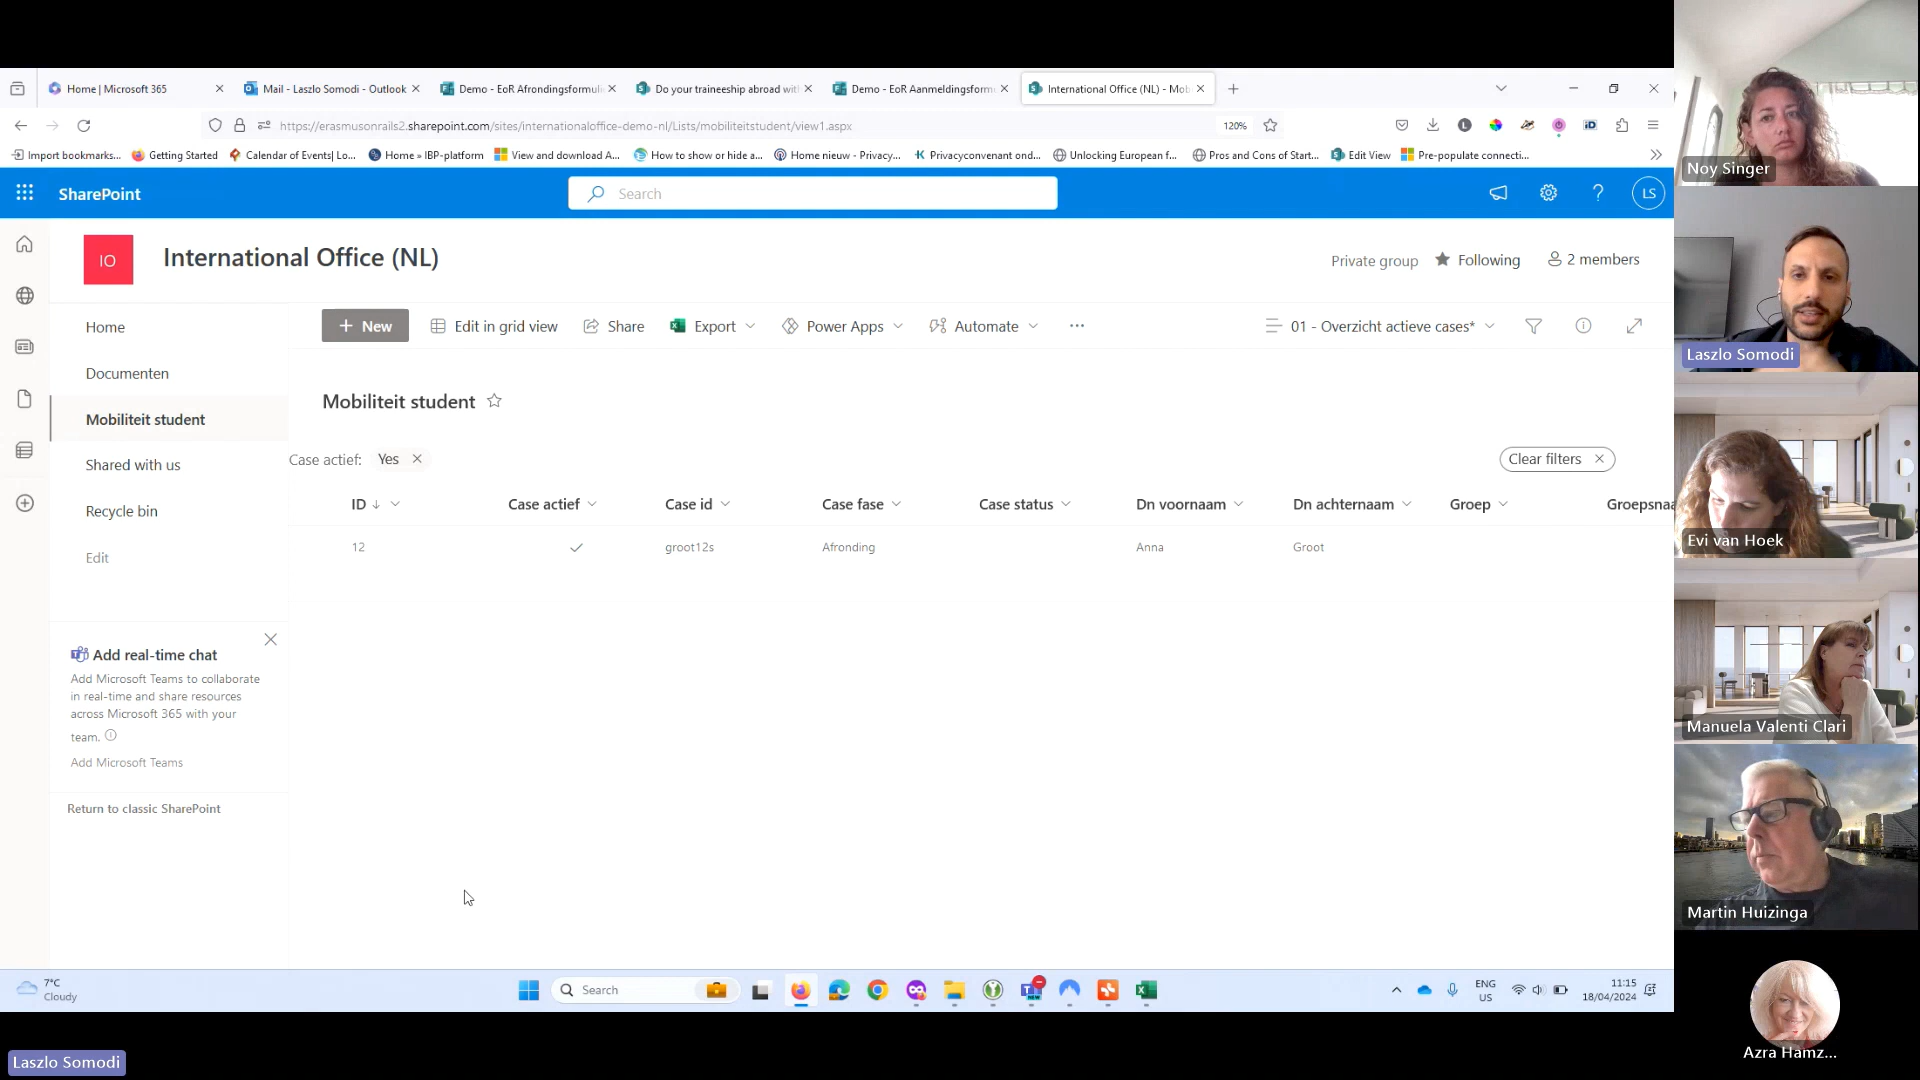 Home | Microsoft 365
Mail - Laszlo Somodi - Outlook
Demo - EoR Afrondingsformuli
Do your traineeship abroad wit
Demo - EoR Aanmeldingsform
International Office (NL) - Mob
https://erasmusonrails2.sharepoint.com/sites/internationaloffice-demo-nl/Lists/mobiliteitstudent/view1.aspx
120%
Import bookmarks...
Getting Started
Calendar of Events| Lo...
Home » IBP-platform
View and download A...
How to show or hide a...
Home nieuw - Privacy...
Privacyconvenant ond...
Unlocking European f...
Pros and Cons of Start...
Edit View
Pre-populate connecti...
SharePoint
Search
LS
IO
International Office (NL)
Private group
Following
2 members
Home
Documenten
Mobiliteit student
Shared with us
Recycle bin
Edit
+ New
Edit in grid view
Share
Export
Power Apps
Automate
01 - Overzicht actieve cases*
Mobiliteit student
Case actief:
Yes
Clear filters
ID
Case actief
Case id
Case fase
Case status
Dn voornaam
Dn achternaam
Groep
Groepsnaa
12
groot12s
Afronding
Anna
Groot
Add real-time chat
Add Microsoft Teams to collaborate
in real-time and share resources
across Microsoft 365 with your
team.
Add Microsoft Teams
Return to classic SharePoint
7°C
Cloudy
Search
NEW
ENG
US
11:15
18/04/2024
Noy Singer
Laszlo Somodi
Evi van Hoek
Manuela Valenti Clari
Martin Huizinga
Azra Hamz...
Laszlo Somodi